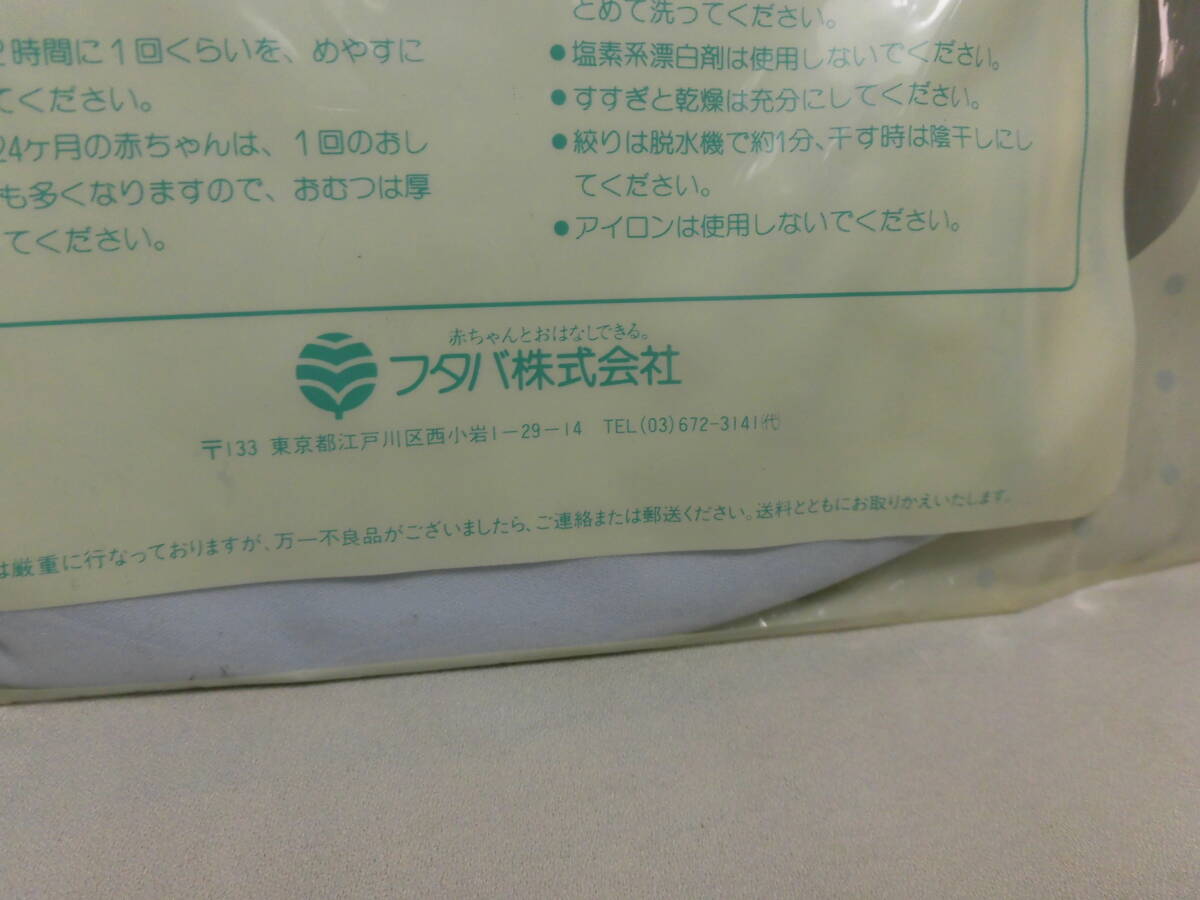 2時間に1回くらいを、めやすに
てください。
24ヶ月の赤ちゃんは、1回のおし
も多くなりますので、おむつは厚
てください。
とめて洗ってください。
●塩素系漂白剤は使用しないでください。
●すすぎと乾燥は充分にしてください。
●絞りは脱水機で約1分、干す時は陰干しにし
てください。
●アイロンは使用しないでください。
赤ちゃんとおはなしできる。
フタバ株式会社
〒133 東京都江戸川区西小岩1-29-14 TEL(03)672-3141㈹
は厳重に行なっておりますが、万一不良品がございましたら、ご連絡または郵送ください。送料とともにお取りかえいたします。